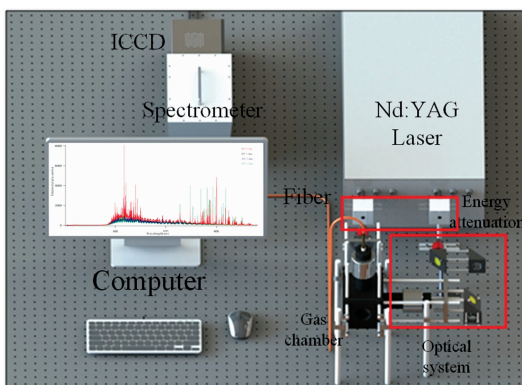 ICCD
Spectrometer
Nd:YAG
Laser
Fiber
Energy
attenuation
Computer
Gas
chamber
Optical
system